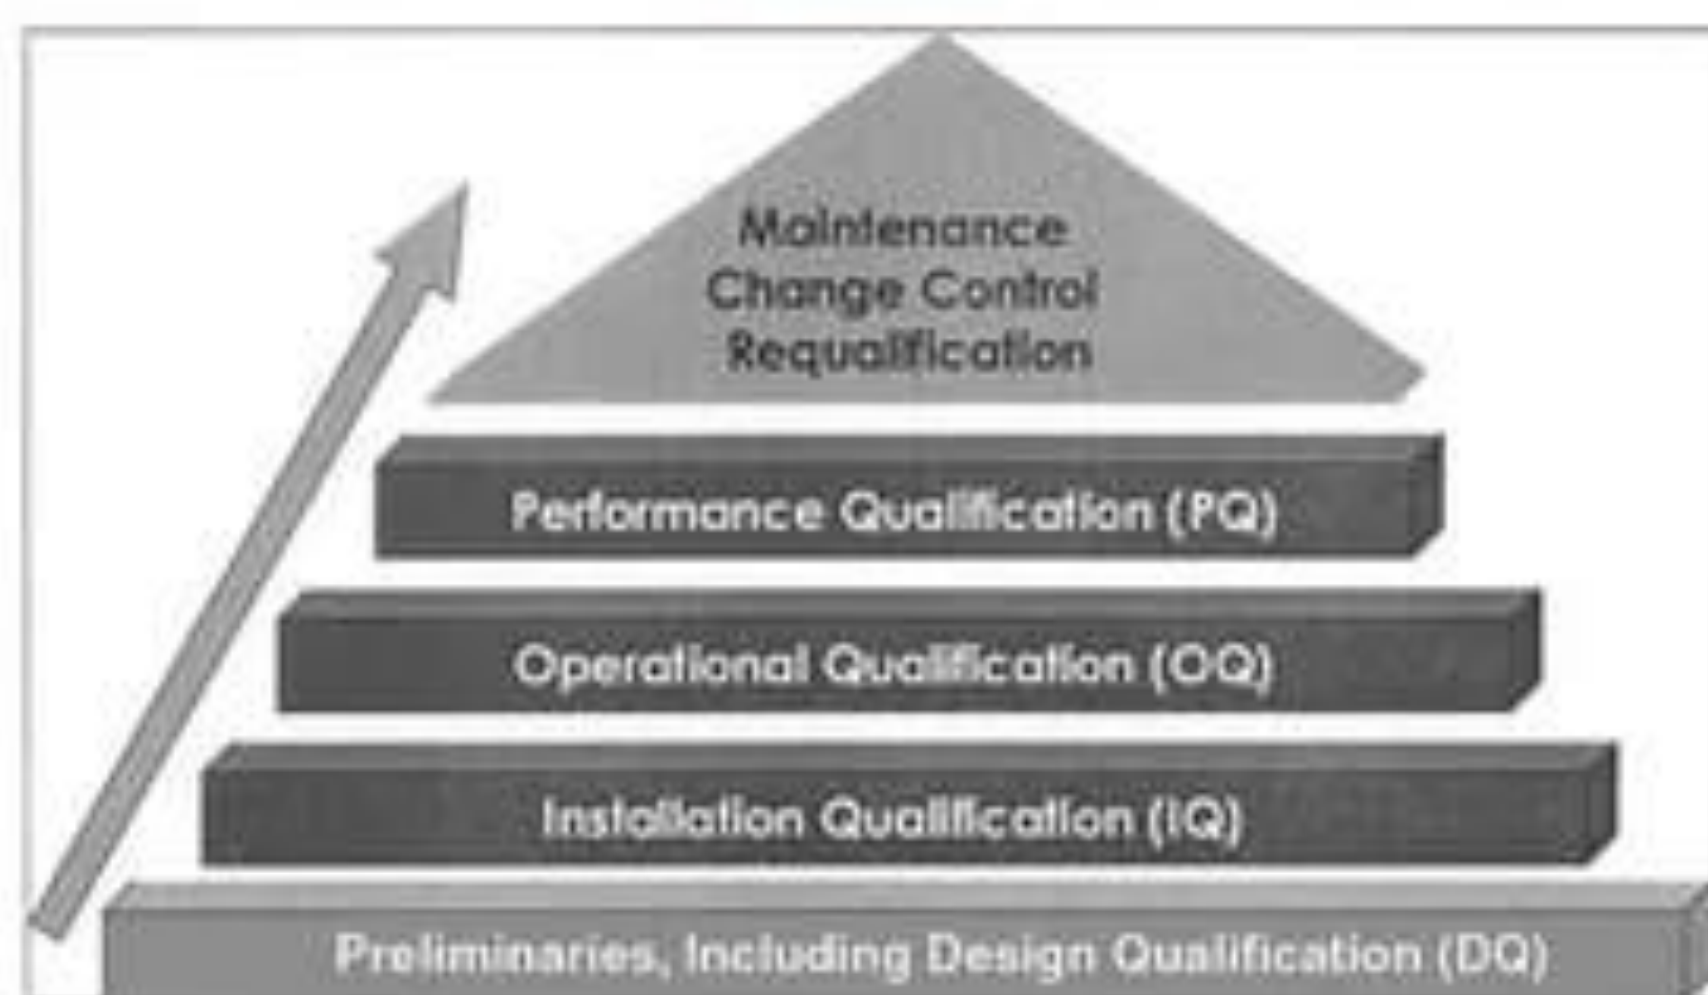 Maintenance
Change Control
Requalification
Performance Qualification (PQ)
Operational Qualification (OQ)
Installation Qualification (IQ)
Preliminaries, Including Design Qualification (DQ)